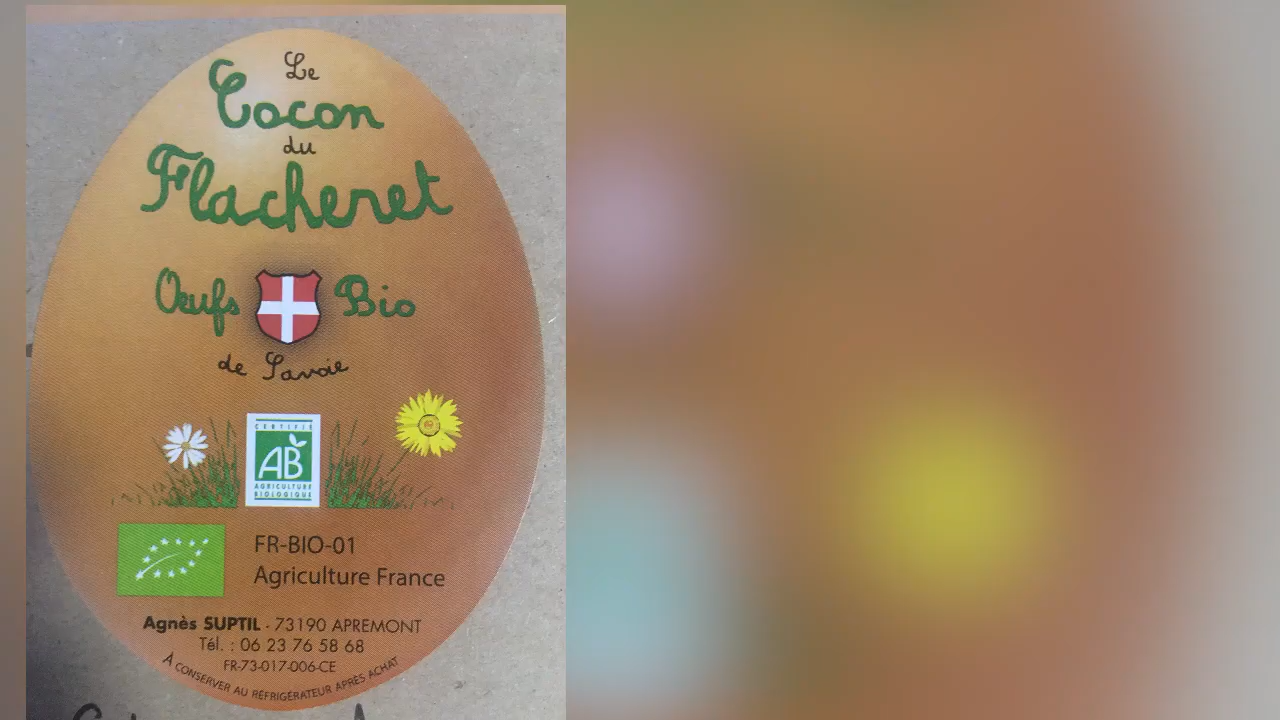 Le
Cocon
du
Flacheret
Œufs Bio
de Savoie
CERTIFIÉ
AB
AGRICULTURE
BIOLOGIQUE
FR-BIO-01
Agriculture France
Agnès SUPTIL - 73190 APREMONT
Tél. : 06 23 76 58 68
FR-73-017-006-CE
A CONSERVER AU RÉFRIGÉRATEUR APRÈS ACHAT